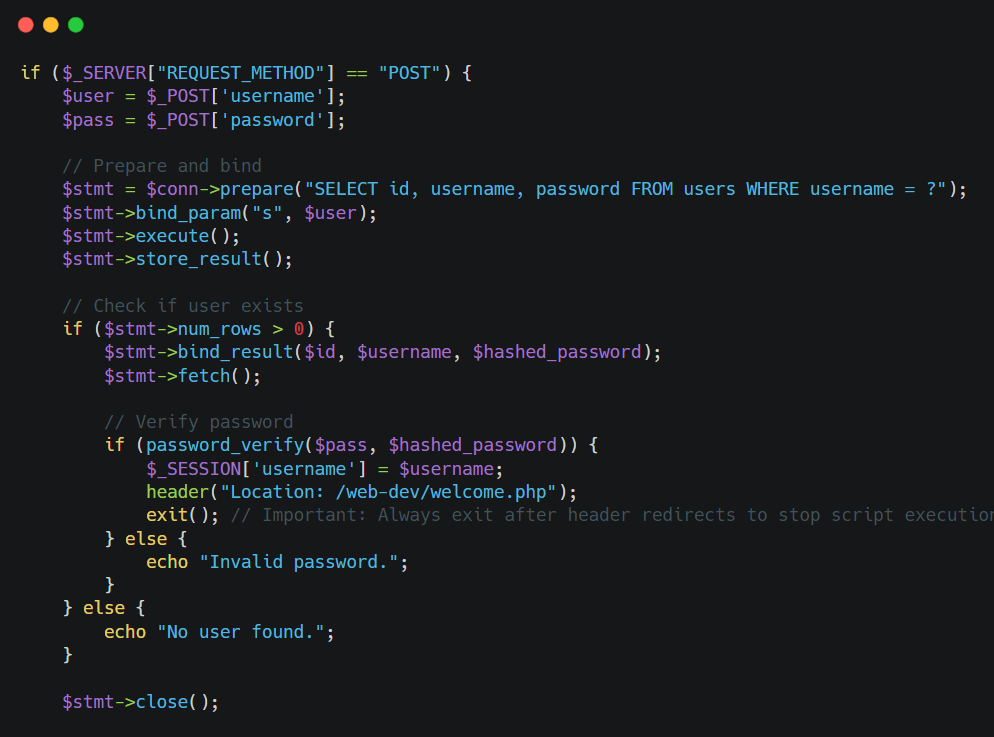 if ($_SERVER["REQUEST_METHOD"] == "POST") {
    $user = $_POST['username'];
    $pass = $_POST['password'];

    // Prepare and bind
    $stmt = $conn->prepare("SELECT id, username, password FROM users WHERE username = ?");
    $stmt->bind_param("s", $user);
    $stmt->execute();
    $stmt->store_result();

    // Check if user exists
    if ($stmt->num_rows > 0) {
        $stmt->bind_result($id, $username, $hashed_password);
        $stmt->fetch();

        // Verify password
        if (password_verify($pass, $hashed_password)) {
            $_SESSION['username'] = $username;
            header("Location: /web-dev/welcome.php");
            exit(); // Important: Always exit after header redirects to stop script execution
        } else {
            echo "Invalid password.";
        }
    } else {
        echo "No user found.";
    }

    $stmt->close();